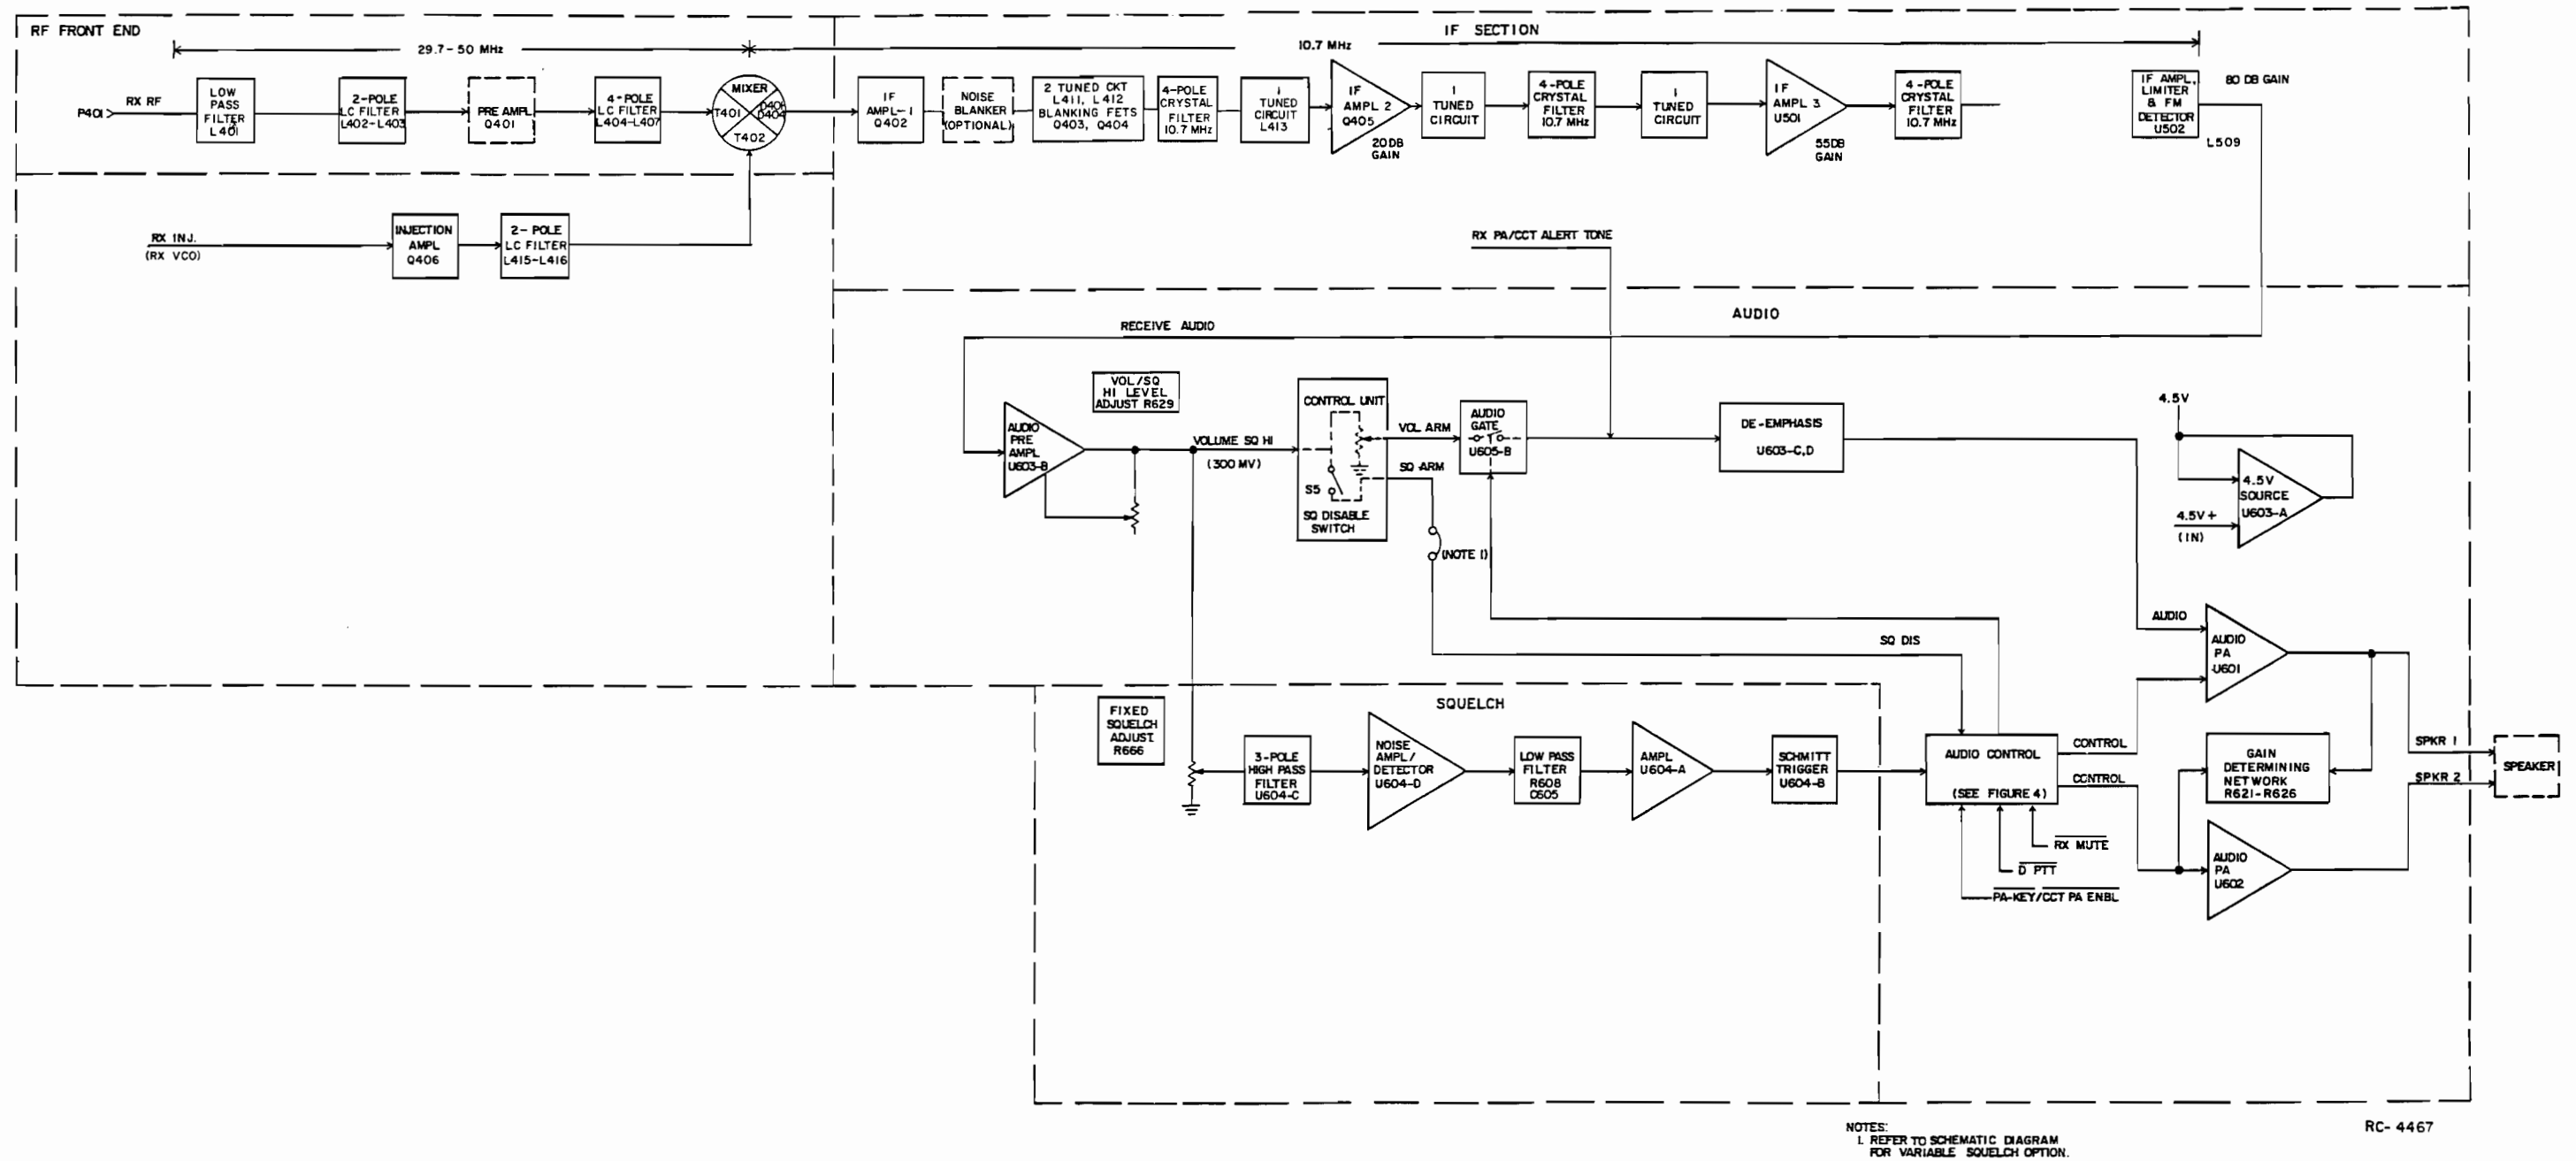 RF FRONT END
IF SECTION
29.7-50 MHz
10.7 MHz
P401
RX RF
LOW
PASS
FILTER
L401
2-POLE
LC FILTER
L402-L403
PRE AMPL
Q401
4-POLE
LC FILTER
L404-L407
MIXER
T401
T402
IF
AMPL-1
Q402
NOISE
BLANKER
(OPTIONAL)
2 TUNED CKT
L411, L412
BLANKING FETS
Q403, Q404
4-POLE
CRYSTAL
FILTER
10.7 MHz
1
TUNED
CIRCUIT
L413
IF
AMPL 2
Q405
20DB
GAIN
1
TUNED
CIRCUIT
4-POLE
CRYSTAL
FILTER
10.7 MHz
1
TUNED
CIRCUIT
IF
AMPL 3
U501
55DB
GAIN
4-POLE
CRYSTAL
FILTER
10.7 MHz
IF AMPL,
LIMITER
& FM
DETECTOR
U502
80 DB GAIN
L509
RX INJ.
(RX VCO)
INJECTION
AMPL
Q406
2-POLE
LC FILTER
L415-L416
RX PA/CCT ALERT TONE
AUDIO
RECEIVE AUDIO
AUDIO
PRE
AMPL
U603-B
VOL/SQ
HI LEVEL
ADJUST R629
VOLUME SQ HI
(300 MV)
CONTROL UNIT
S5
SQ DISABLE
SWITCH
VOL ARM
SQ ARM
(NOTE 1)
AUDIO
GATE
U605-B
DE-EMPHASIS
U603-C,D
4.5V
4.5V
SOURCE
U603-A
4.5V+
(IN)
SQ DIS
AUDIO
AUDIO
PA
U601
SQUELCH
FIXED
SQUELCH
ADJUST
R666
3-POLE
HIGH PASS
FILTER
U604-C
NOISE
AMPL/
DETECTOR
U604-D
LOW PASS
FILTER
R608
C605
AMPL
U604-A
SCHMITT
TRIGGER
U604-B
AUDIO CONTROL
(SEE FIGURE 4)
CONTROL
CONTROL
RX MUTE
D PTT
PA-KEY/CCT PA ENBL
GAIN
DETERMINING
NETWORK
R621-R626
AUDIO
PA
U602
SPKR 1
SPKR 2
SPEAKER
NOTES:
1. REFER TO SCHEMATIC DIAGRAM
FOR VARIABLE SQUELCH OPTION.
RC-4467